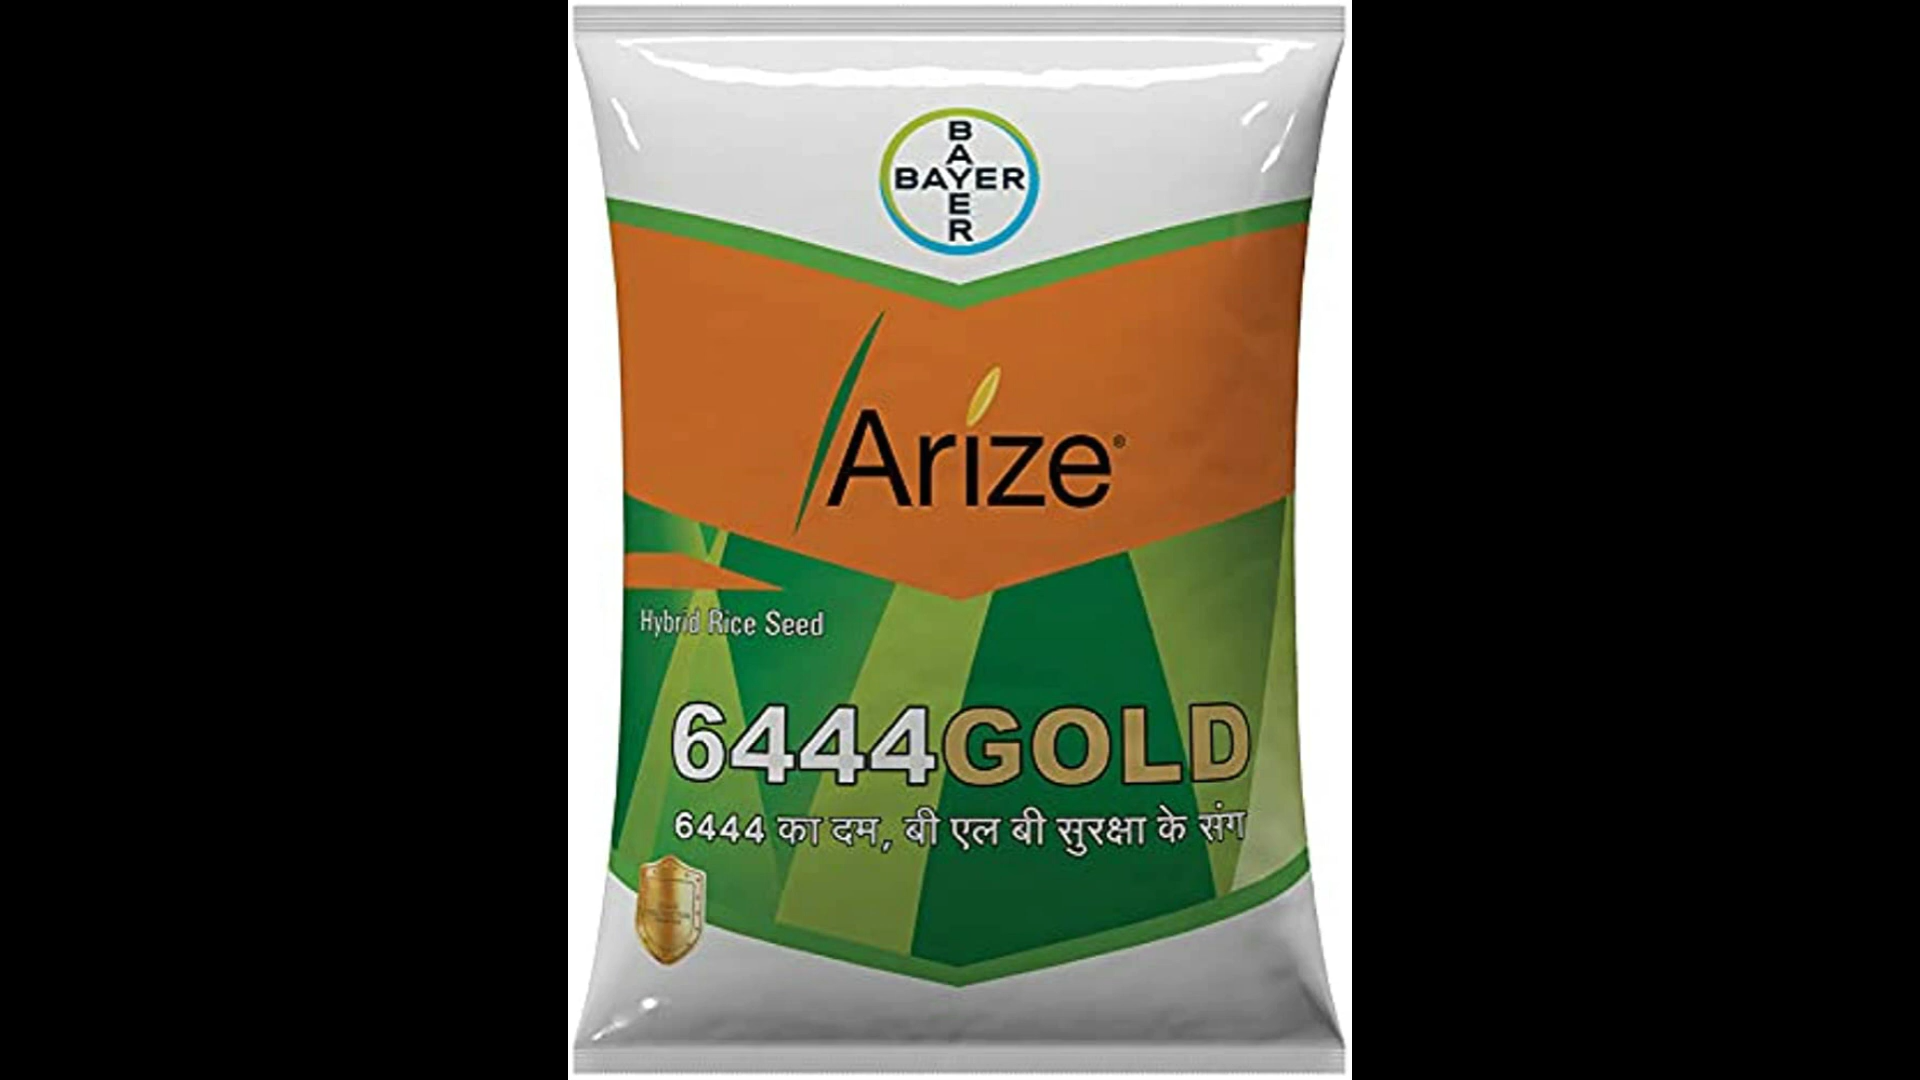 BAYER
BAYER
Arize®
Hybrid Rice Seed
6444GOLD
6444 का दम, बी एल बी सुरक्षा के संग